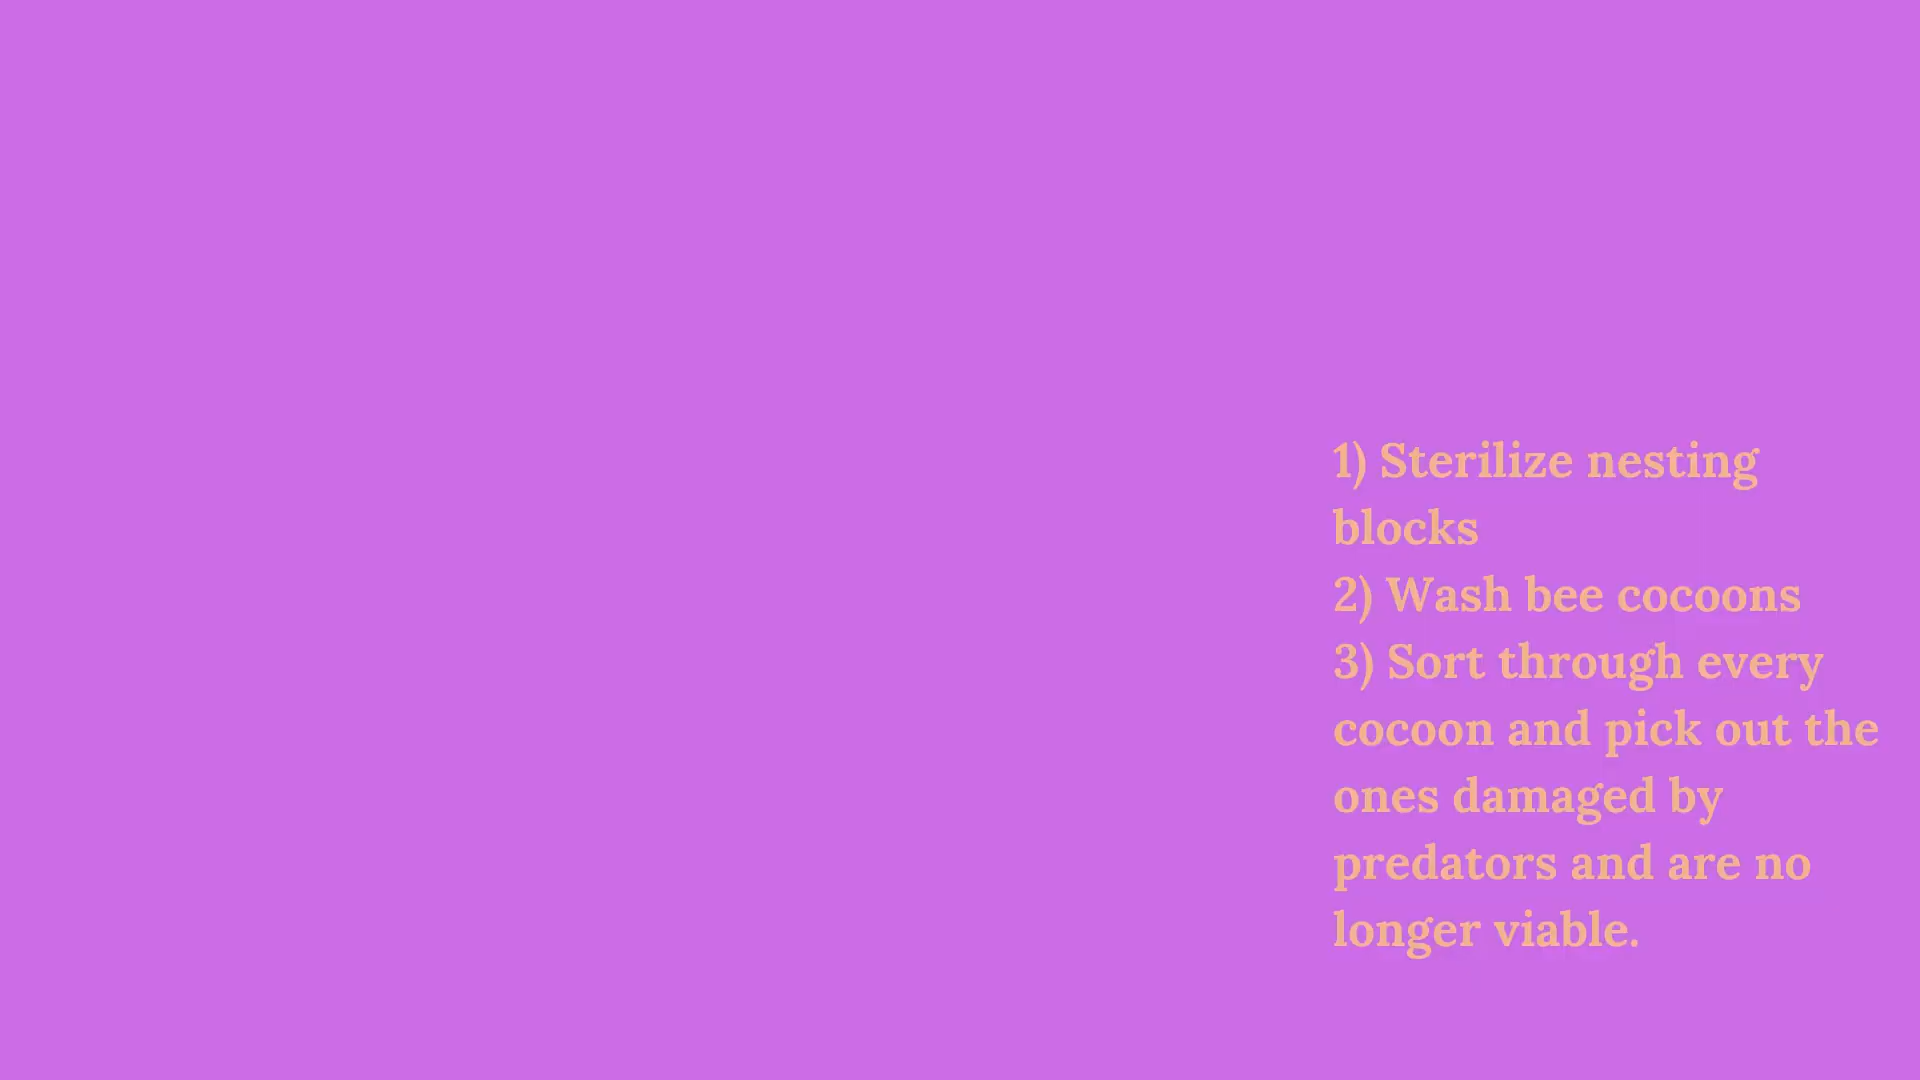 1) Sterilize nesting
blocks
2) Wash bee cocoons
3) Sort through every
cocoon and pick out the
ones damaged by
predators and are no
longer viable.